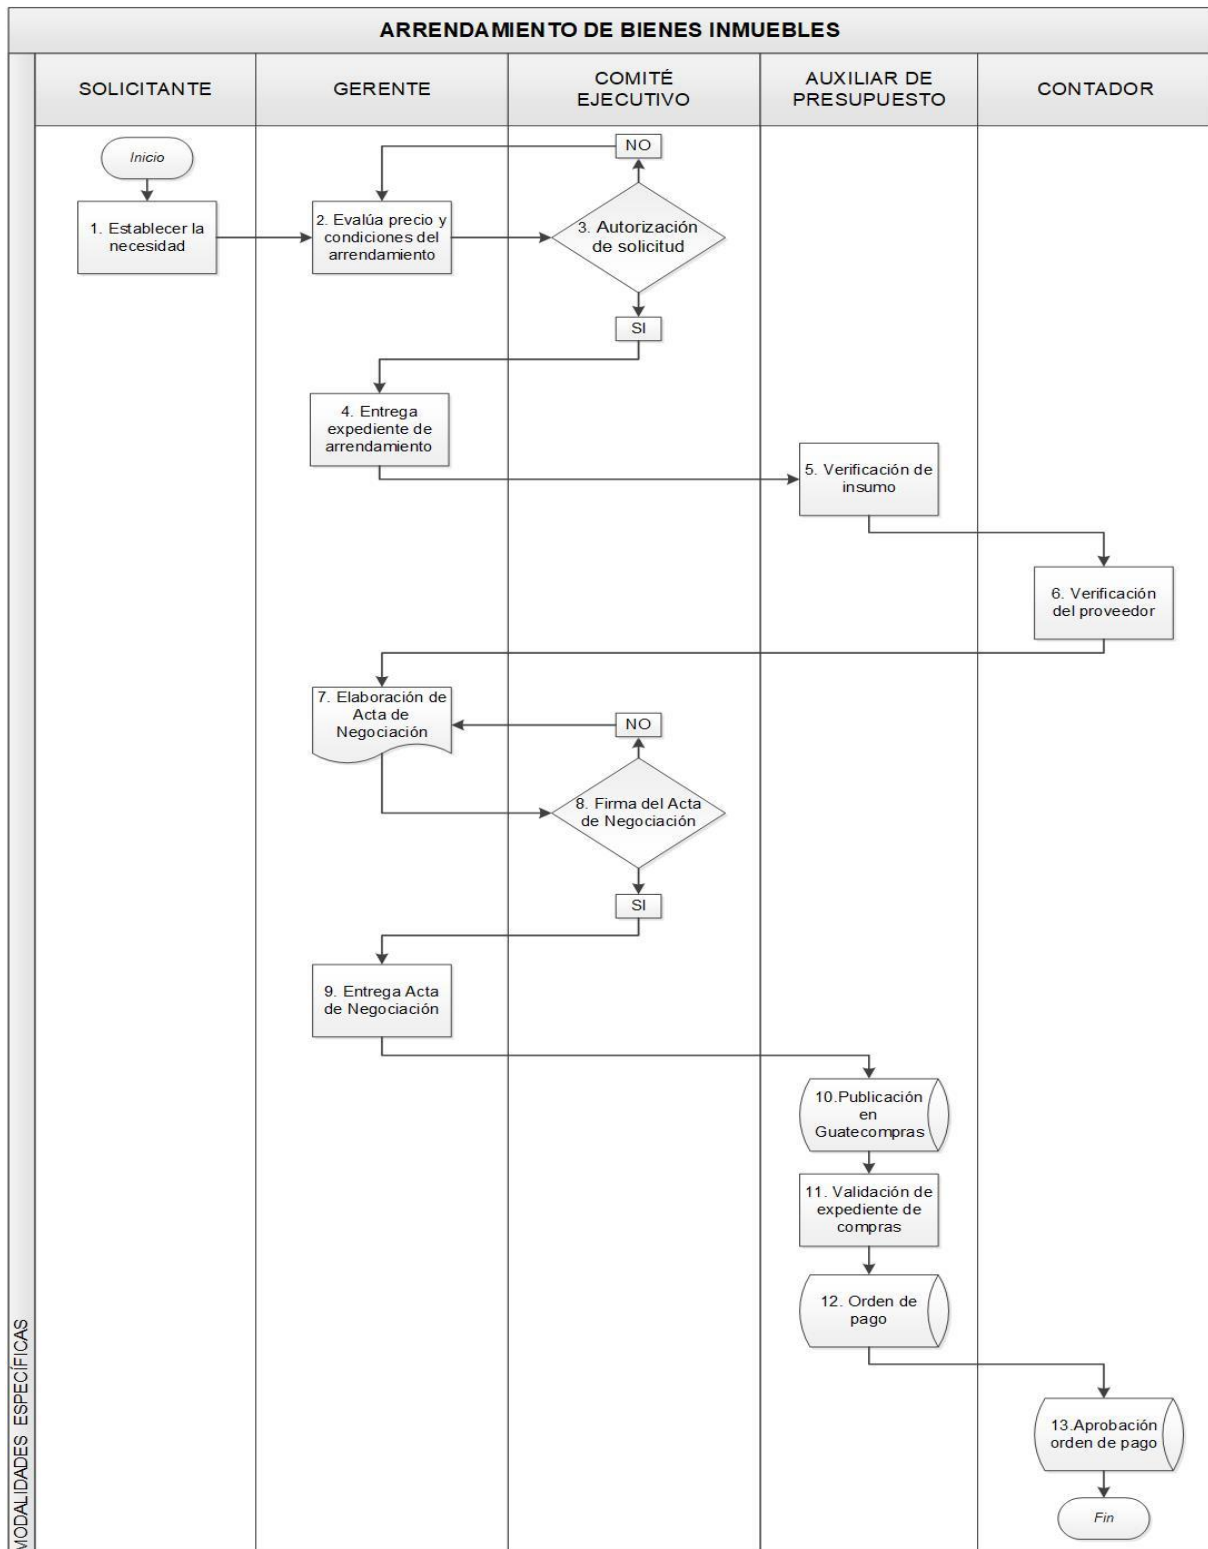 ARRENDAMIENTO DE BIENES INMUEBLES
SOLICITANTE
GERENTE
COMITÉ
EJECUTIVO
AUXILIAR DE
PRESUPUESTO
CONTADOR
Inicio
NO
1. Establecer la
necesidad
2. Evalúa precio y
condiciones del
arrendamiento
3. Autorización
de solicitud
SI
4. Entrega
expediente de
arrendamiento
5. Verificación de
insumo
6. Verificación
del proveedor
7. Elaboración de
Acta de
Negociación
NO
8. Firma del Acta
de Negociación
SI
9. Entrega Acta
de Negociación
10.Publicación
en
Guatecompras
11. Validación de
expediente de
compras
12. Orden de
pago
13.Aprobación
orden de pago
Fin
MODALIDADES ESPECÍFICAS